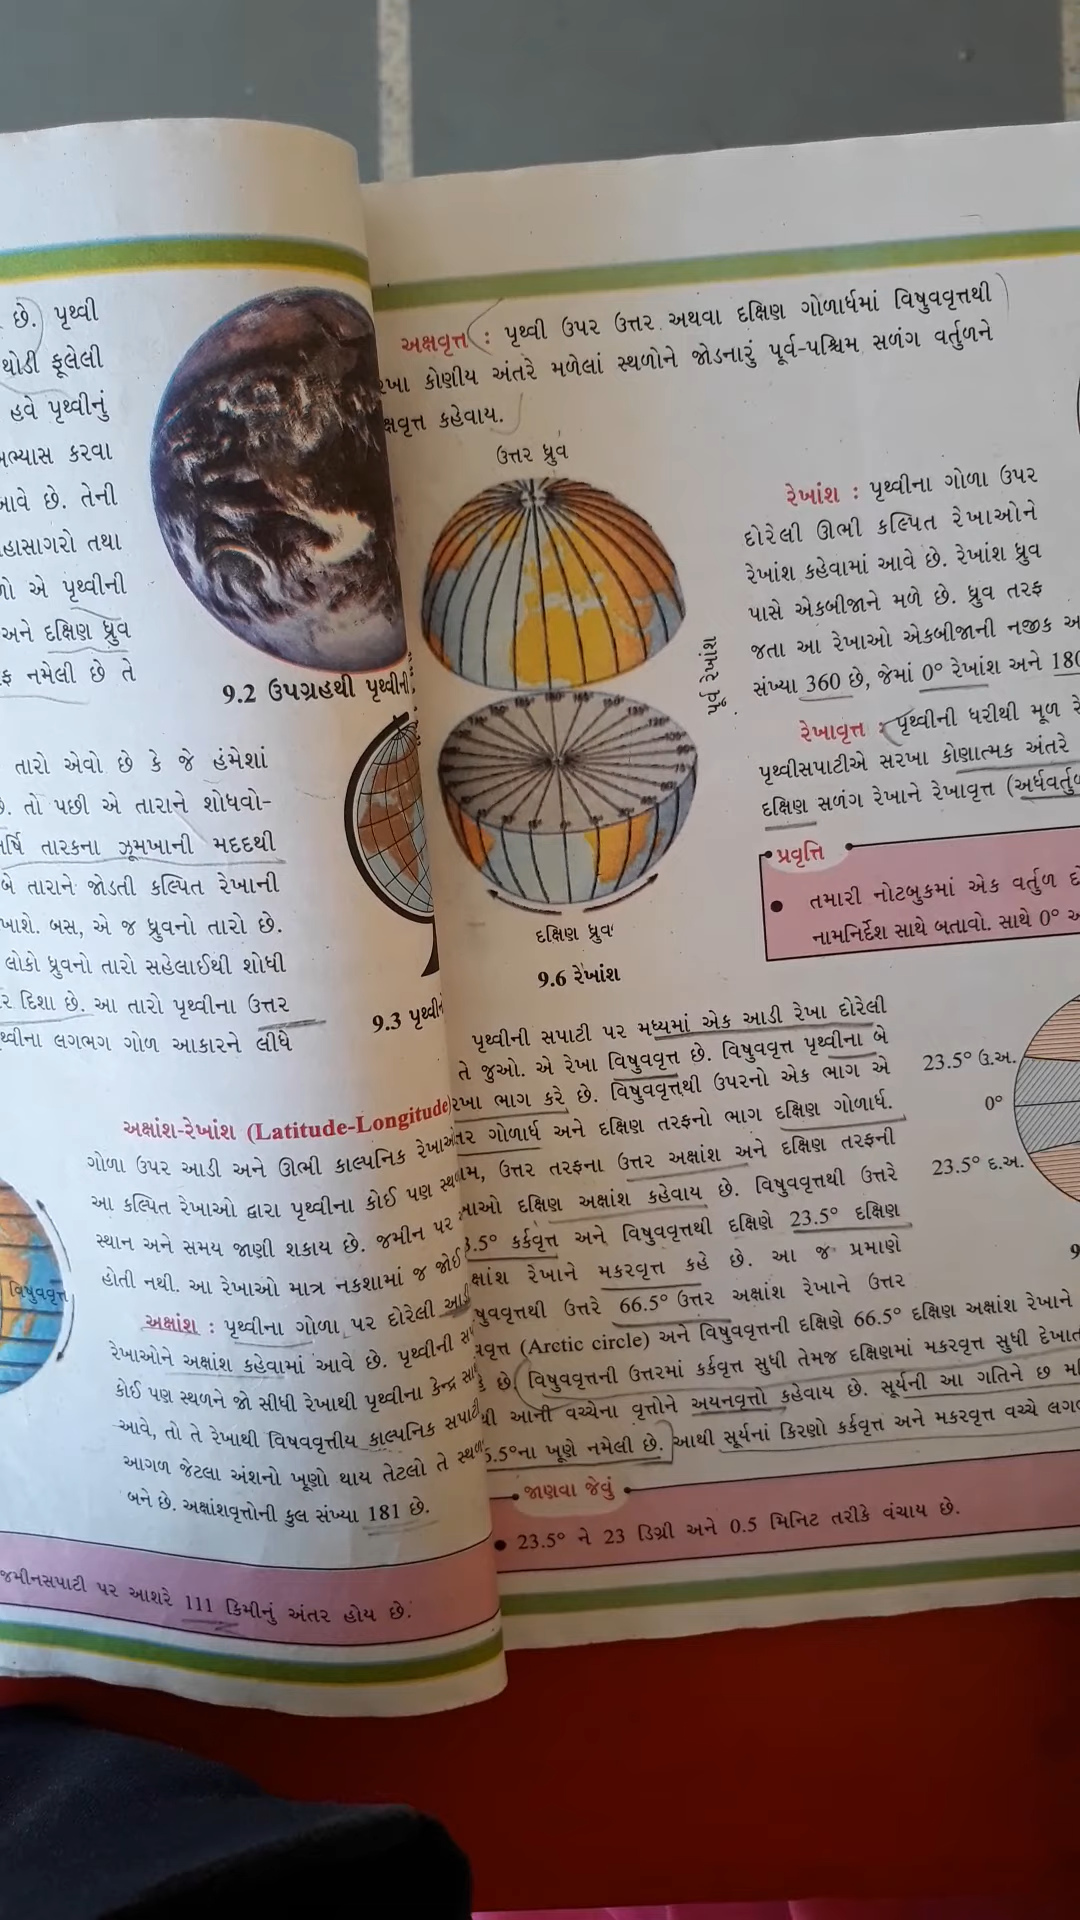 છે. પૃથ્વી
થોડી ફૂલેલી
હવે પૃથ્વીનું
અભ્યાસ કરવા
આવે છે. તેની
મહાસાગરો તથા
એ પૃથ્વીની
અને દક્ષિણ ધ્રુવ
નમેલી છે તે
9.2 ઉપગ્રહથી પૃથ્વીની
તારો એવો છે કે જે હંમેશાં
છે. તો પછી એ તારાને શોધવો-
તારકના ઝૂમખાની મદદથી
બે તારાને જોડતી કલ્પિત રેખાની
બસ, એ જ ધ્રુવનો તારો છે.
લોકો ધ્રુવનો તારો સહેલાઈથી શોધી
દિશા છે. આ તારો પૃથ્વીના ઉત્તર
લગભગ ગોળ આકારને લીધે
9.3
અક્ષાંશ-રેખાંશ (Latitude-Longitude)
ગોળા ઉપર આડી અને ઊભી કાલ્પનિક
આ કલ્પિત રેખાઓ દ્વારા પૃથ્વીના કોઈ પણ
સ્થાન અને સમય જાણી શકાય છે. જમીન પર
હોતી નથી. આ રેખાઓ માત્ર નકશામાં જ જોઈ
વિષુવવૃત્ત
અક્ષાંશ : પૃથ્વીના ગોળા પર દોરેલી આડી
રેખાઓને અક્ષાંશ કહેવામાં આવે છે. પૃથ્વીની
કોઈ પણ સ્થળને જો સીધી રેખાથી પૃથ્વીના કેન્દ્ર
આવે, તો તે રેખાથી વિષવવૃત્તીય કાલ્પનિક સપાટી
આગળ જેટલા અંશનો ખૂણો થાય તેટલો તે
બને છે. અક્ષાંશવૃત્તોની કુલ સંખ્યા 181 છે.
જમીનસપાટી પર આશરે 111 કિમીનું અંતર હોય છે.
અક્ષવૃત્ત : પૃથ્વી ઉપર ઉત્તર અથવા દક્ષિણ ગોળાર્ધમાં વિષુવવૃત્તથી
કોણીય અંતરે મળેલાં સ્થળોને જોડનારું પૂર્વ-પશ્ચિમ સળંગ વર્તુળને
કહેવાય.
ઉત્તર ધ્રુવ
પૂર્વ રેખાંશ
દક્ષિણ ધ્રુવ
9.6 રેખાંશ
રેખાંશ : પૃથ્વીના ગોળા ઉપર
દોરેલી ઊભી કલ્પિત રેખાઓને
રેખાંશ કહેવામાં આવે છે. રેખાંશ ધ્રુવ
પાસે એકબીજાને મળે છે. ધ્રુવ તરફ
જતા આ રેખાઓ એકબીજાની નજીક
સંખ્યા 360 છે, જેમાં 0° રેખાંશ અને 180
રેખાવૃત્ત : પૃથ્વીની ધરીથી મૂળ
પૃથ્વીસપાટીએ સરખા કોણાત્મક અંતરે
દક્ષિણ સળંગ રેખાને રેખાવૃત્ત (અર્ધવર્તુળ
પ્રવૃત્તિ
• તમારી નોટબુકમાં એક વર્તુળ
નામનિર્દેશ સાથે બતાવો. સાથે 0°
પૃથ્વીની સપાટી પર મધ્યમાં એક આડી રેખા દોરેલી
તે જુઓ. એ રેખા વિષુવવૃત્ત છે. વિષુવવૃત્ત પૃથ્વીના બે
ભાગ કરે છે. વિષુવવૃત્તથી ઉપરનો એક ભાગ એ
ગોળાર્ધ અને દક્ષિણ તરફનો ભાગ દક્ષિણ ગોળાર્ધ.
ઉત્તર તરફના ઉત્તર અક્ષાંશ અને દક્ષિણ તરફની
દક્ષિણ અક્ષાંશ કહેવાય છે. વિષુવવૃત્તથી ઉત્તરે
કર્કવૃત્ત અને વિષુવવૃત્તથી દક્ષિણે 23.5° દક્ષિણ
રેખાને મકરવૃત્ત કહે છે. આ જ પ્રમાણે
ઉત્તરે 66.5° ઉત્તર અક્ષાંશ રેખાને ઉત્તર
(Arctic circle) અને વિષુવવૃત્તની દક્ષિણે 66.5° દક્ષિણ અક્ષાંશ રેખાને
છે. વિષુવવૃત્તની ઉત્તરમાં કર્કવૃત્ત સુધી તેમજ દક્ષિણમાં મકરવૃત્ત સુધી
આની વચ્ચેના વૃત્તોને અયનવૃત્તો કહેવાય છે. સૂર્યની આ ગતિને છ
ખૂણે નમેલી છે. આથી સૂર્યનાં કિરણો કર્કવૃત્ત અને મકરવૃત્ત વચ્ચે
23.5° ઉ.અ.
0°
23.5° દ.અ.
જાણવા જેવું
• 23.5° ને 23 ડિગ્રી અને 0.5 મિનિટ તરીકે વંચાય છે.